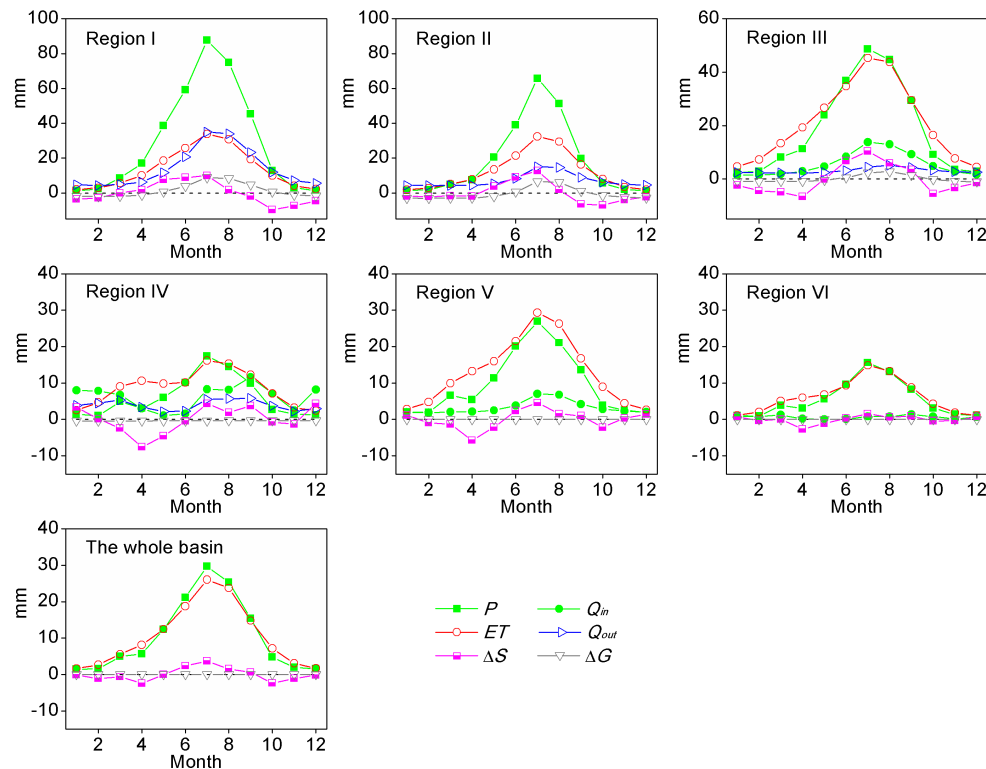 Region I
100
80
60
40
20
0
mm
2 4 6 8 10 12
Month
Region II
100
80
60
40
20
0
mm
2 4 6 8 10 12
Month
Region III
60
40
20
0
mm
2 4 6 8 10 12
Month
Region IV
40
30
20
10
0
-10
mm
2 4 6 8 10 12
Month
Region V
40
30
20
10
0
-10
mm
2 4 6 8 10 12
Month
Region VI
40
30
20
10
0
-10
mm
2 4 6 8 10 12
Month
The whole basin
40
30
20
10
0
-10
mm
2 4 6 8 10 12
Month
P Qin
ET Qout
ΔS ΔG